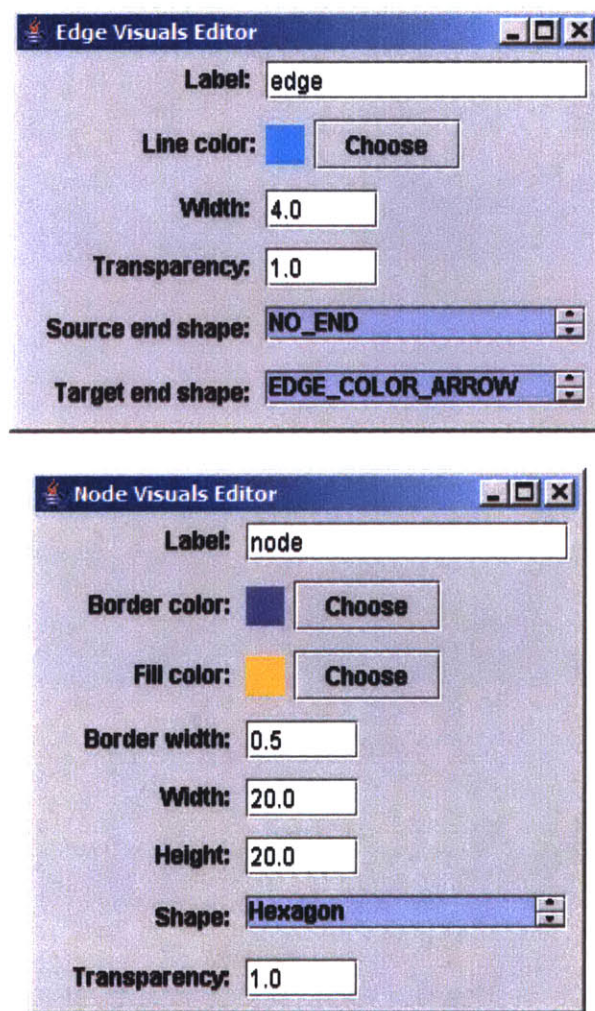 Edge Visuals Editor
Label: edge
Line color: Choose
Width: 4.0
Transparency: 1.0
Source end shape: NO_END
Target end shape: EDGE_COLOR_ARROW
Node Visuals Editor
Label: node
Border color: Choose
Fill color: Choose
Border width: 0.5
Width: 20.0
Height: 20.0
Shape: Hexagon
Transparency: 1.0